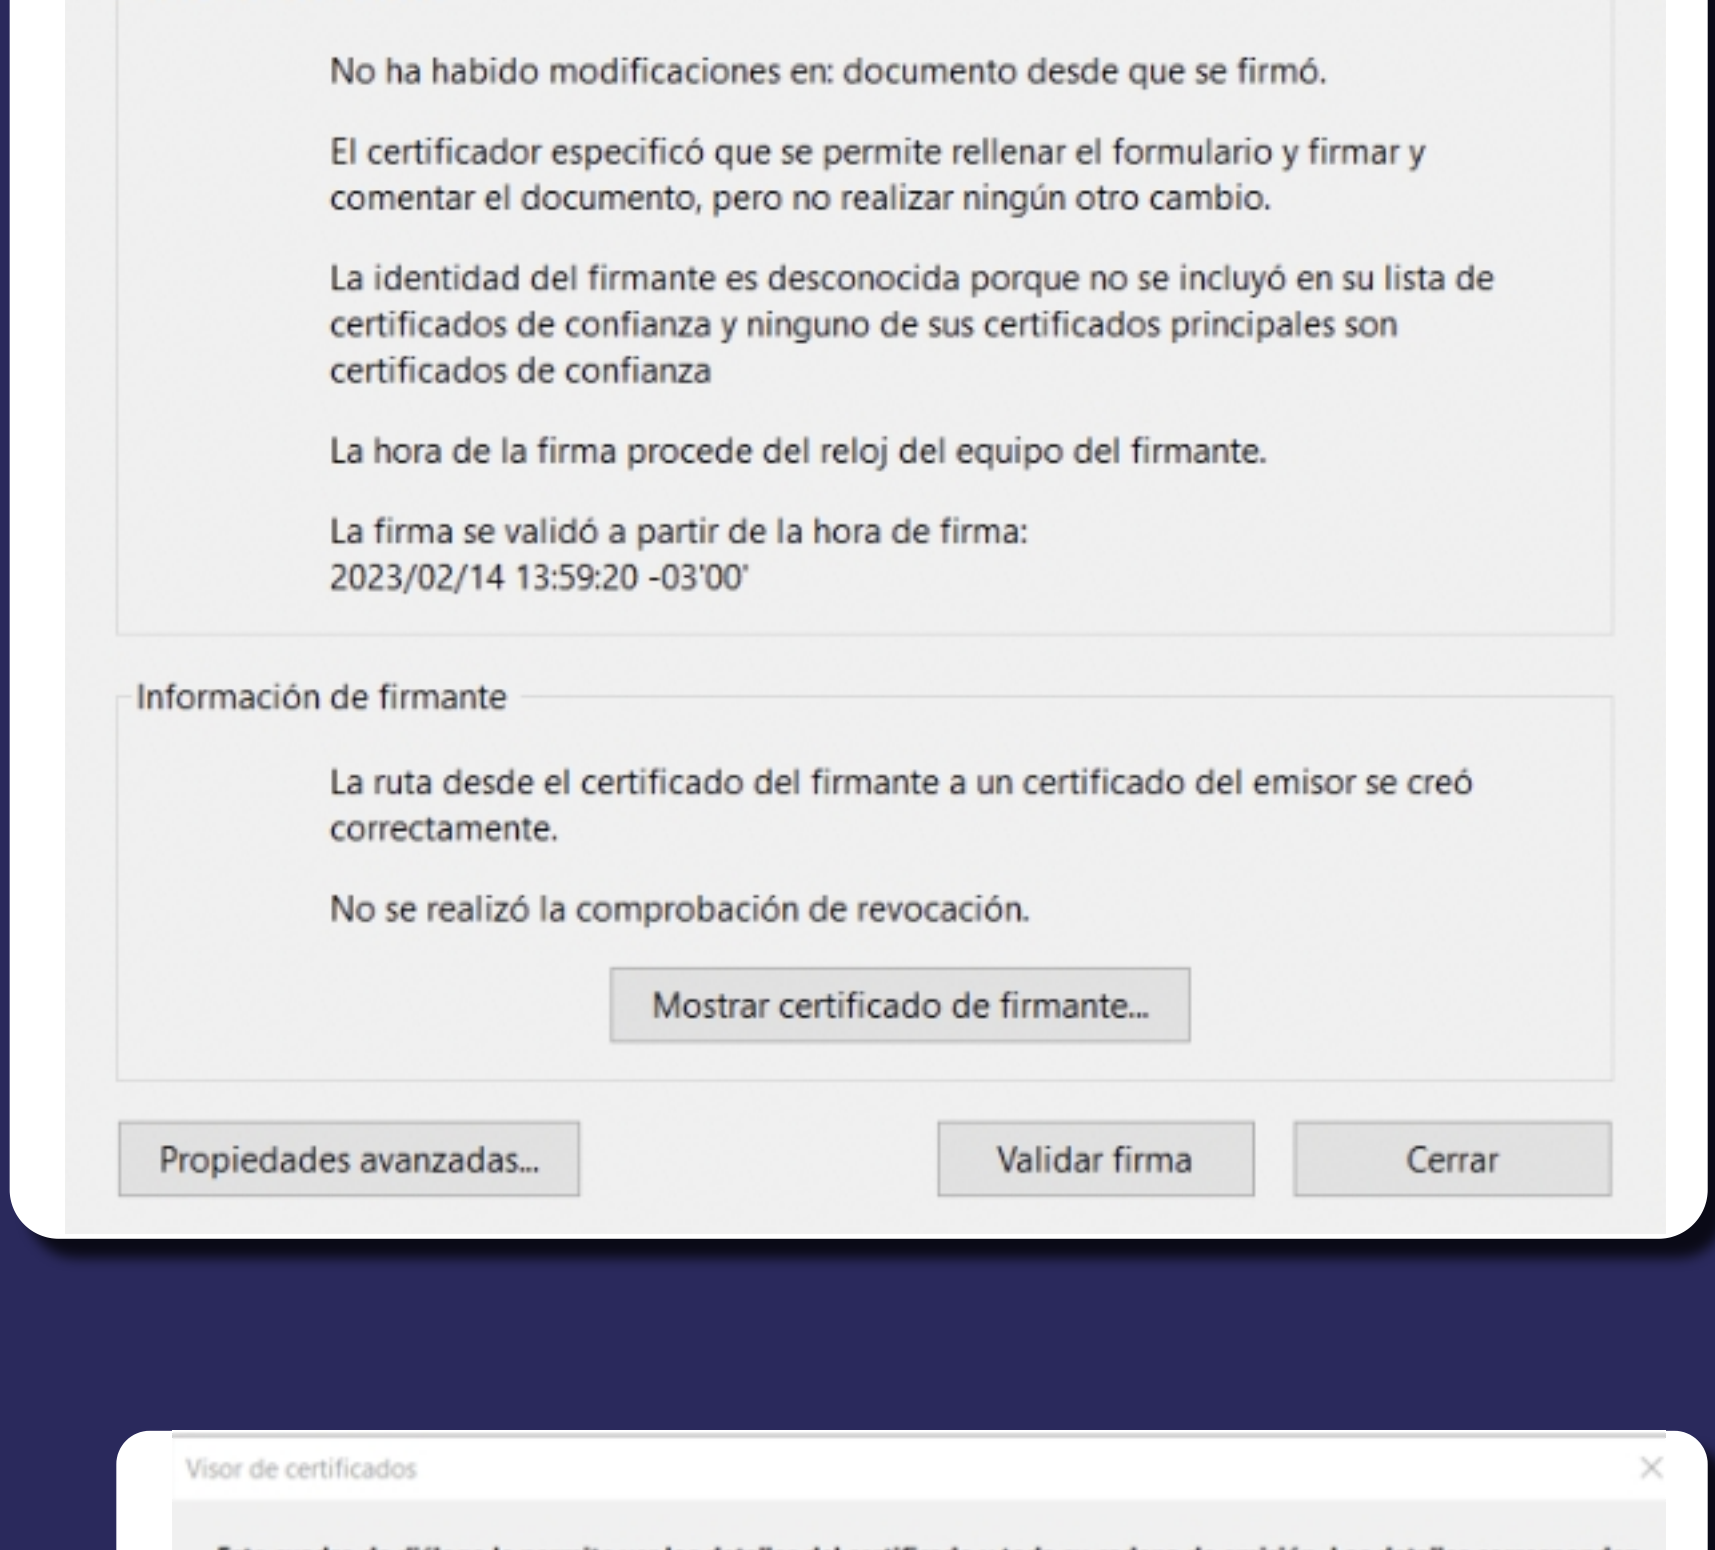 No ha habido modificaciones en: documento desde que se firmó.
El certificador especificó que se permite rellenar el formulario y firmar y
comentar el documento, pero no realizar ningún otro cambio.
La identidad del firmante es desconocida porque no se incluyó en su lista de
certificados de confianza y ninguno de sus certificados principales son
certificados de confianza
La hora de la firma procede del reloj del equipo del firmante.
La firma se validó a partir de la hora de firma:
2023/02/14 13:59:20 -03'00'
Información de firmante
La ruta desde el certificado del firmante a un certificado del emisor se creó
correctamente.
No se realizó la comprobación de revocación.
Mostrar certificado de firmante...
Propiedades avanzadas...
Validar firma
Cerrar
Visor de certificados